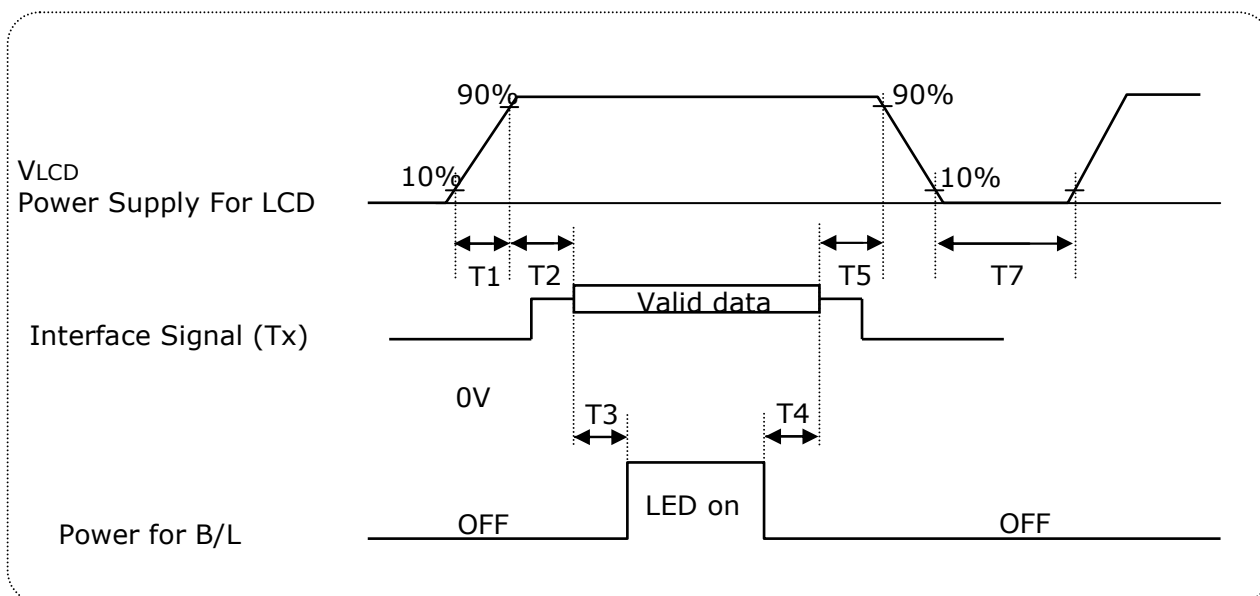 90%
90%
VLCD
10%
10%
Power Supply For LCD
T1
T2
T5
T7
Valid data
Interface Signal (Tx)
0V
T3
T4
LED on
OFF
OFF
Power for B/L